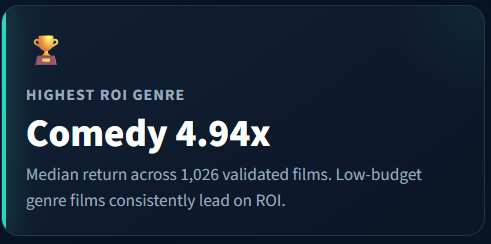 HIGHEST ROI GENRE
Comedy 4.94x
Median return across 1,026 validated films. Low-budget
genre films consistently lead on ROI.